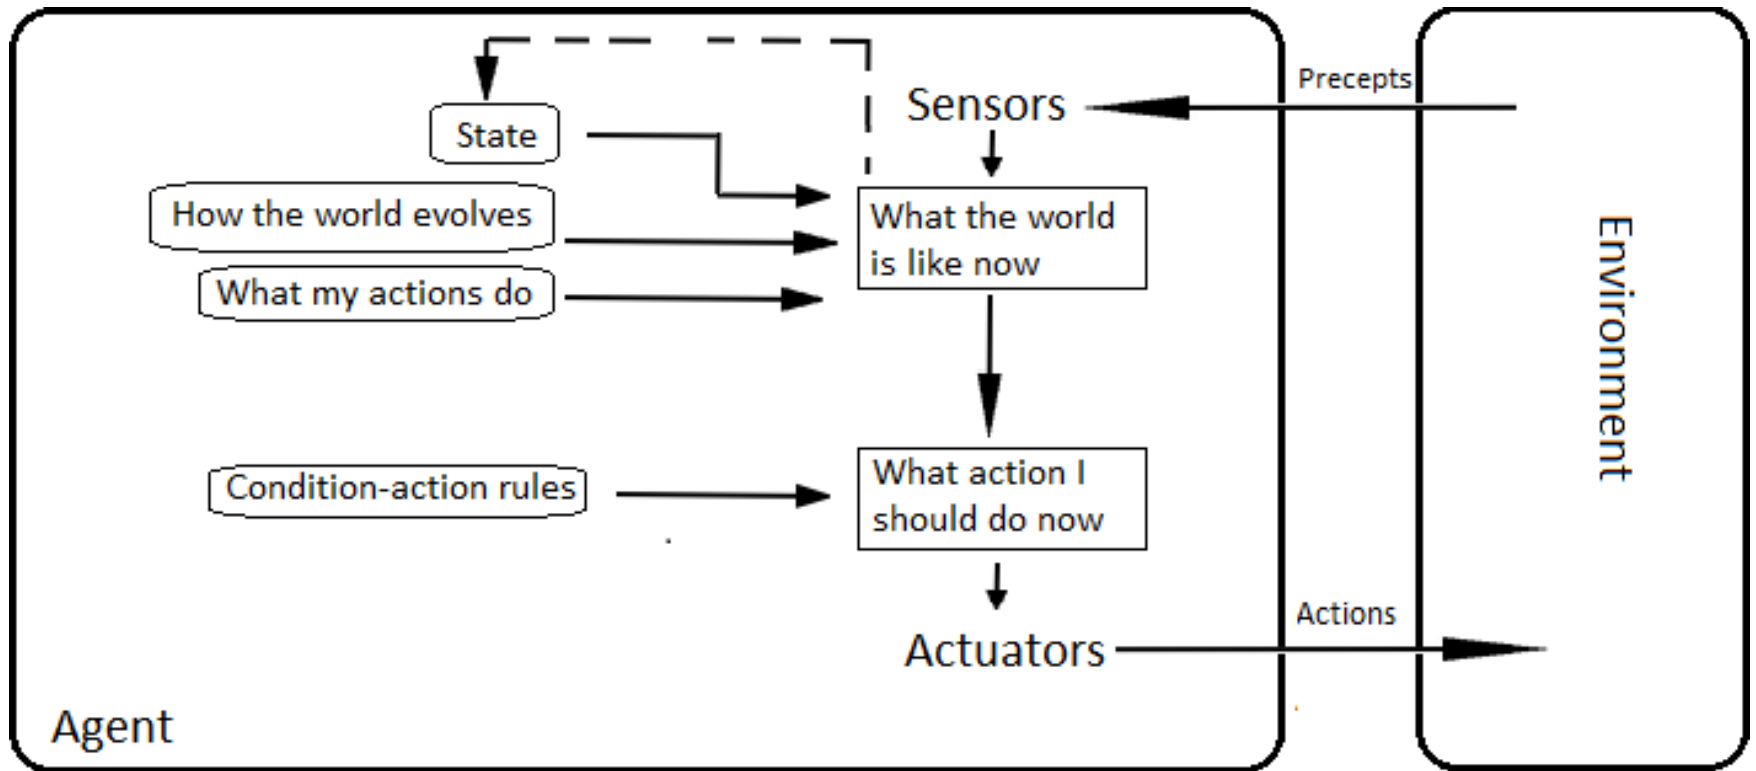 Precepts
Sensors
State
How the world evolves
What the world
is like now
What my actions do
Environment
Condition-action rules
What action I
should do now
Actions
Actuators
Agent